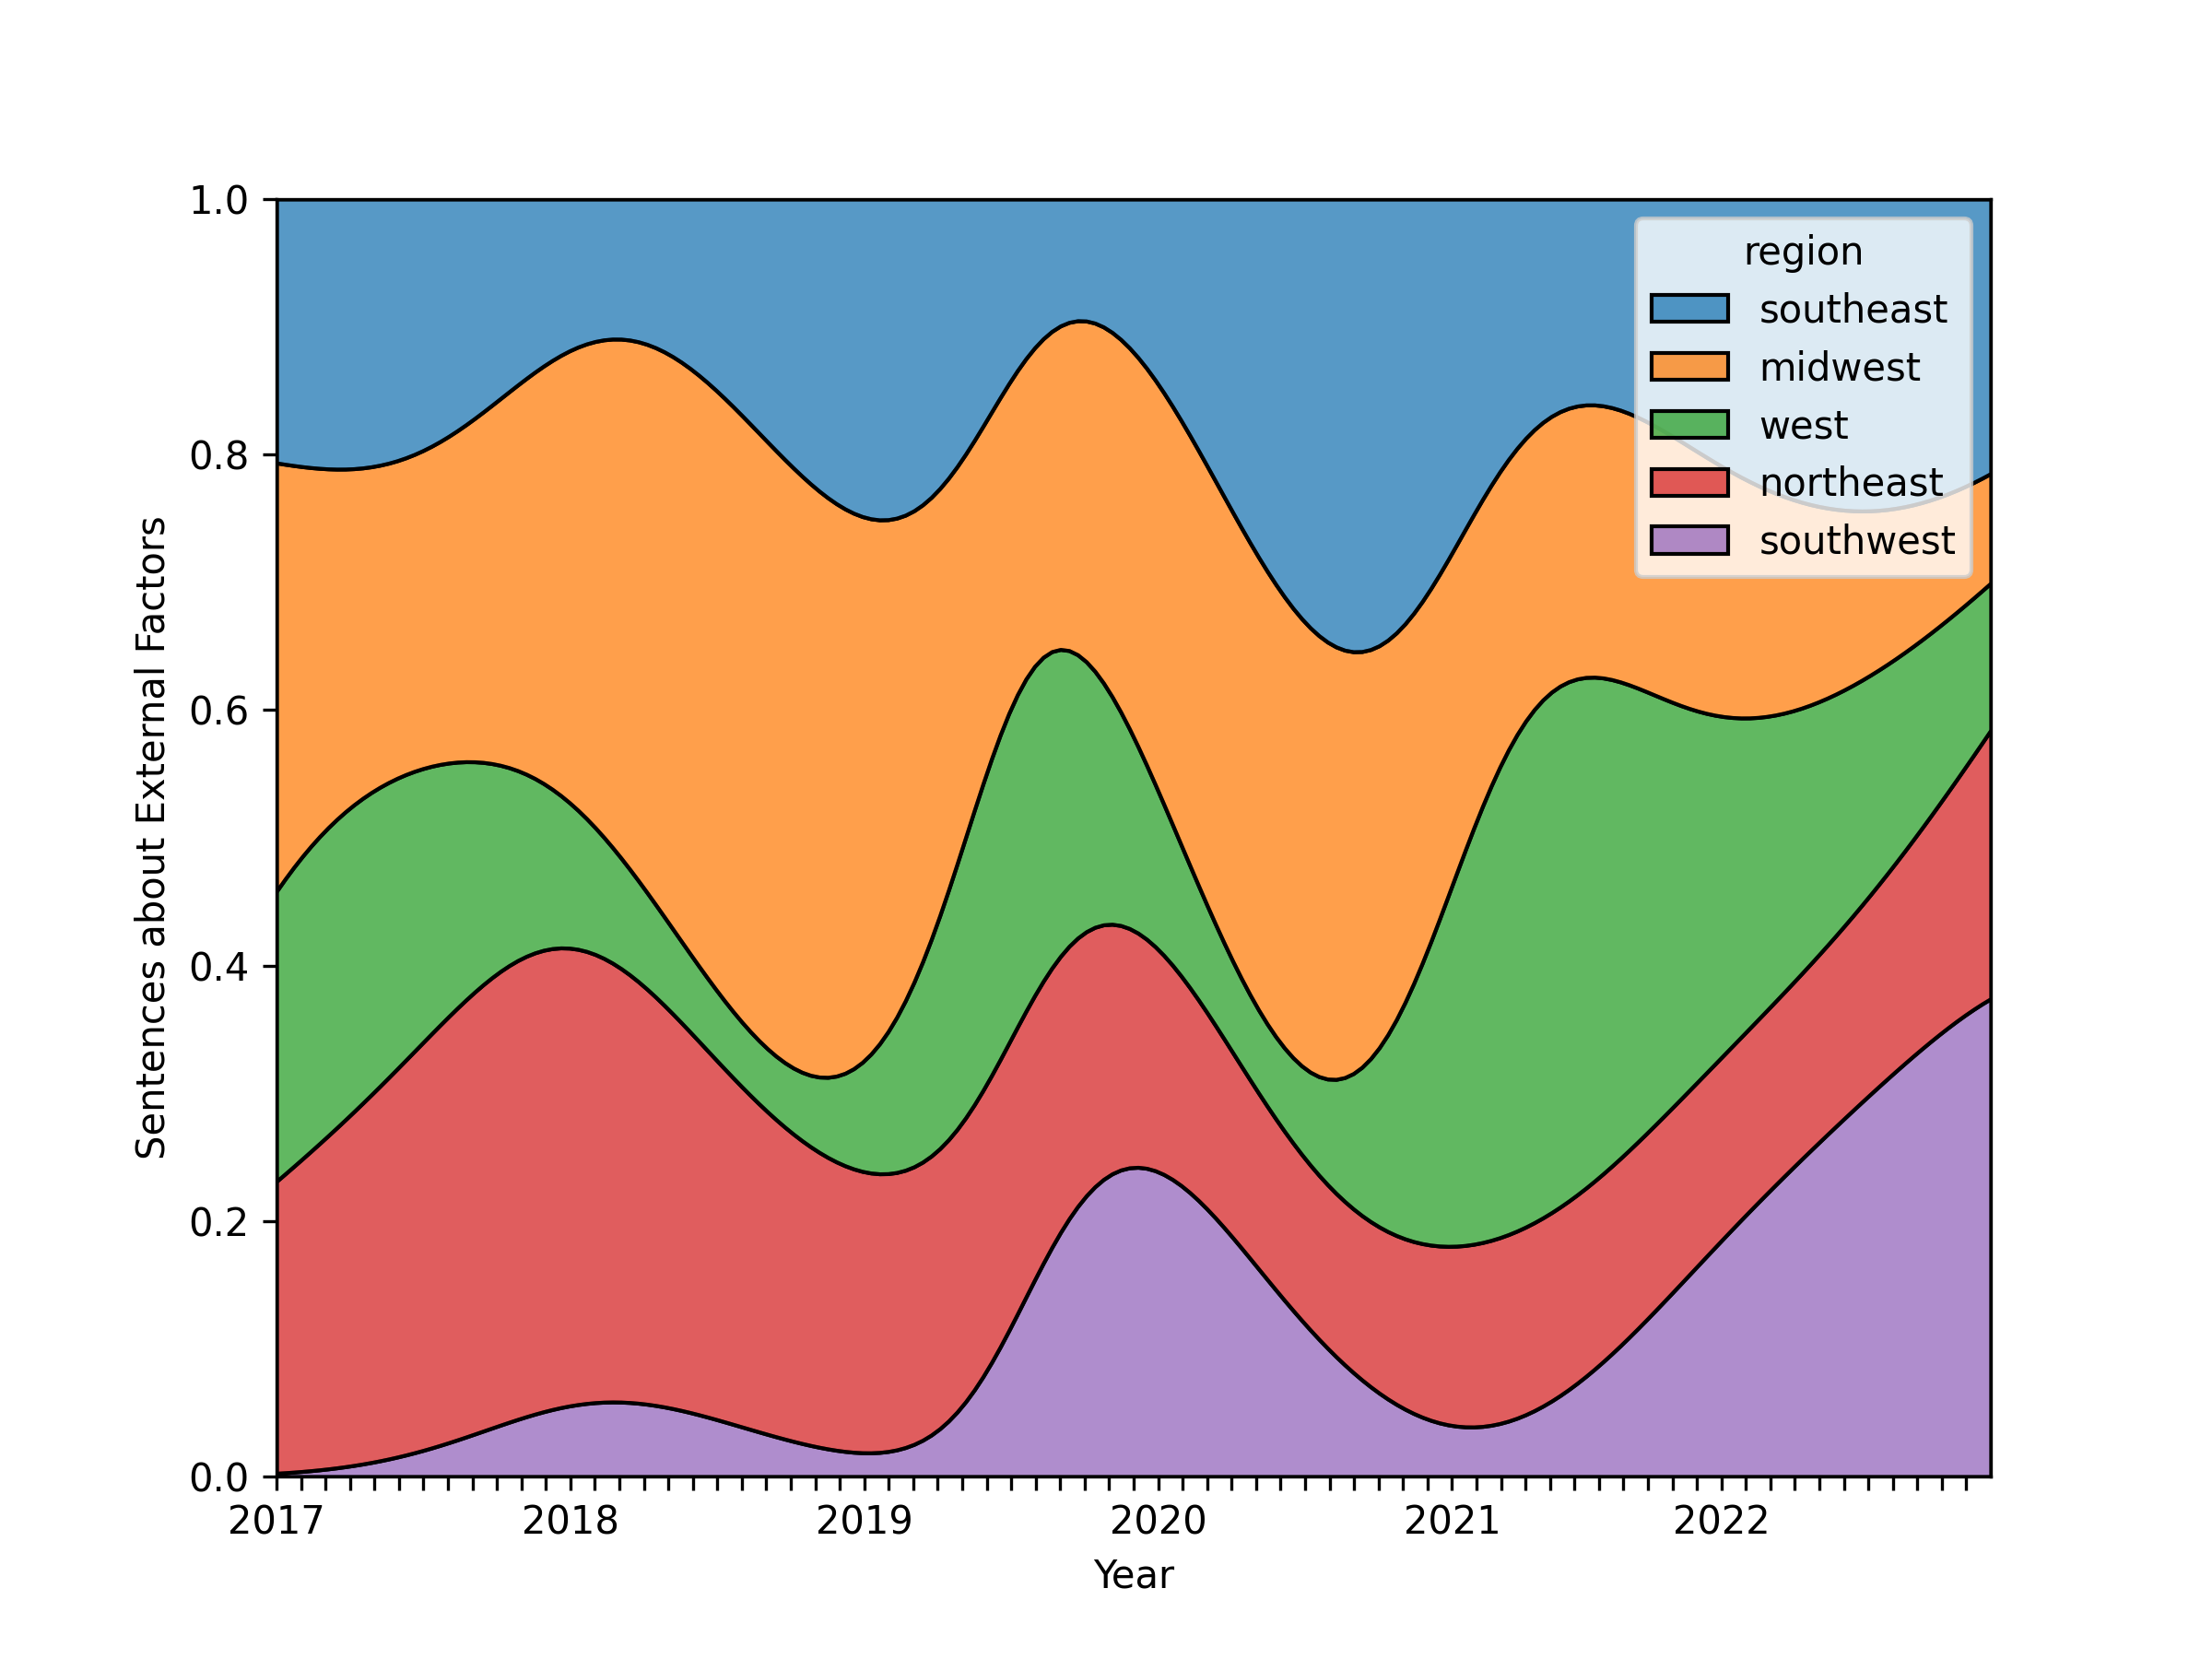 1.0
0.8
0.6
0.4
0.2
0.0
Sentences about External Factors
region
southeast
midwest
west
northeast
southwest
2017 2018 2019 2020 2021 2022
Year